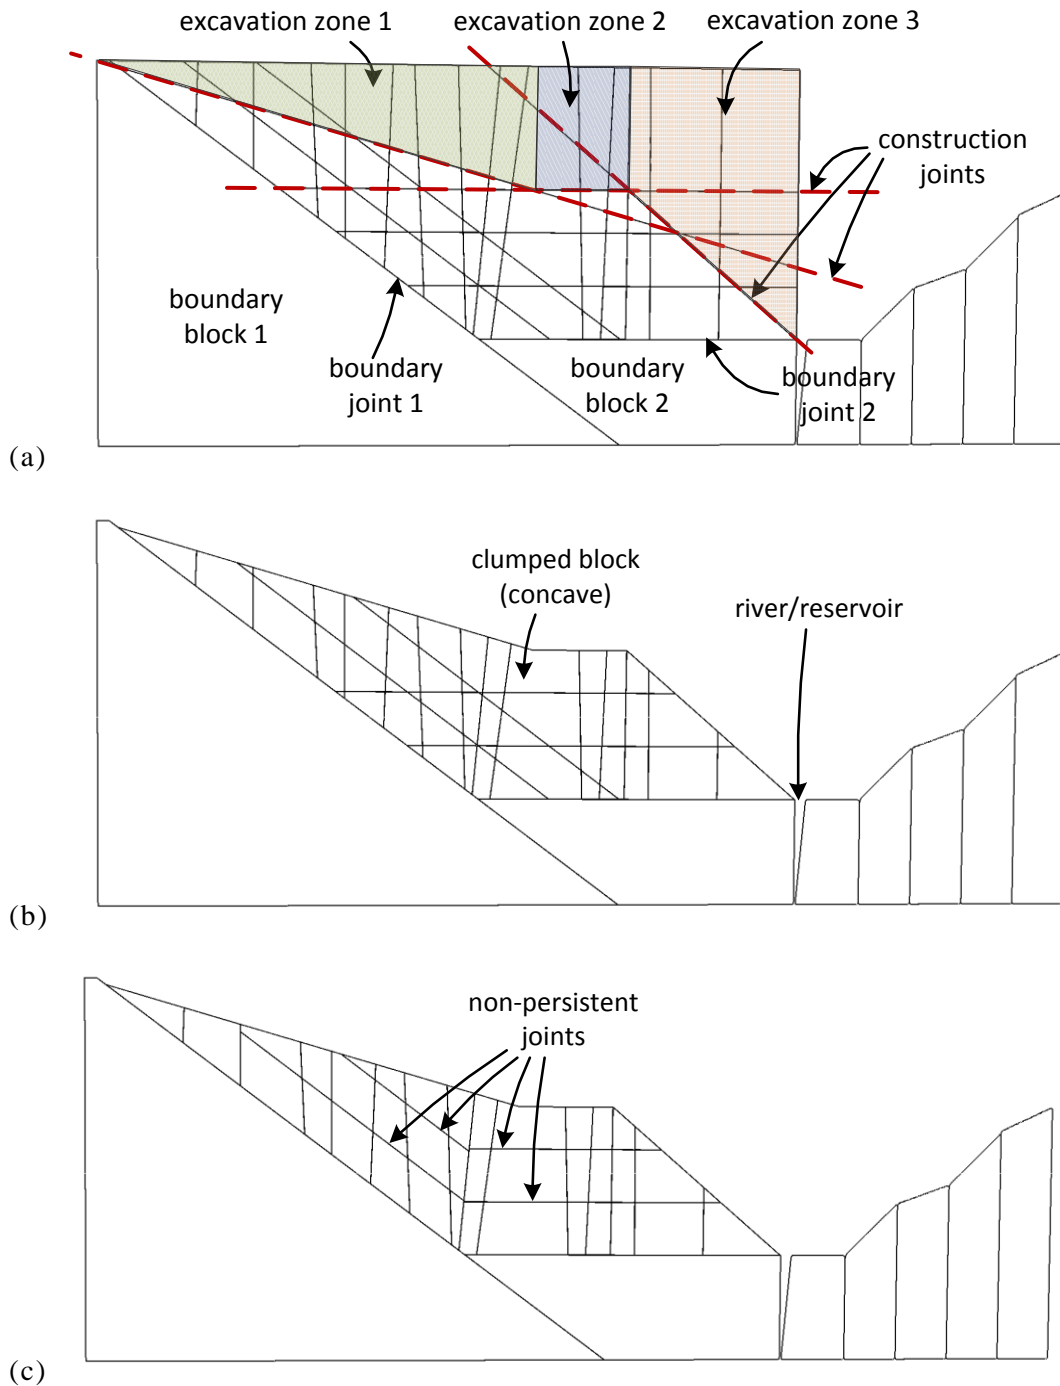 excavation zone 1
excavation zone 2
excavation zone 3
construction
joints
boundary
block 1
boundary
joint 1
boundary
block 2
boundary
joint 2
(a)
clumped block
(concave)
river/reservoir
(b)
non-persistent
joints
(c)